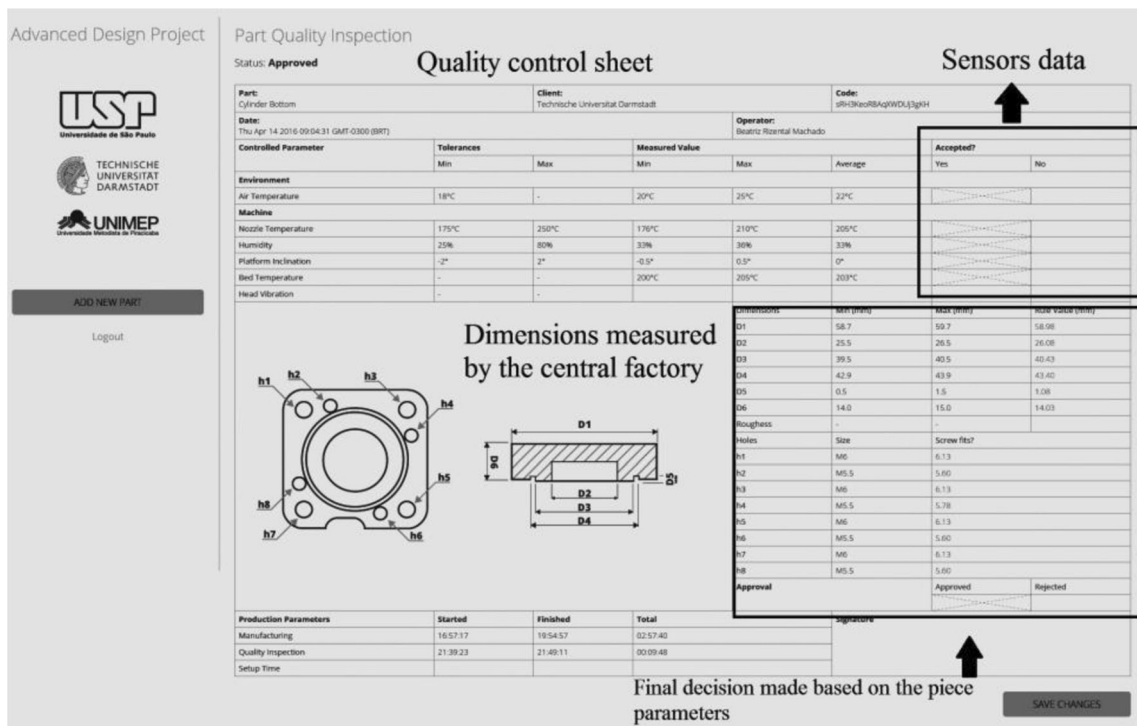 Advanced Design Project
USP
Universidade de São Paulo
TECHNISCHE
UNIVERSITÄT
DARMSTADT
UNIMEP
Universidade Metodista de Piracicaba
ADD NEW PART
Logout
Part Quality Inspection
Status: Approved
Quality control sheet
Sensors data
Part: Client: Code:
Cylinder Bottom Technische Universitat Darmstadt sRH3KeoRBAqXWDUj3gKH
Date: Operator:
Thu Apr 14 2016 09:04:31 GMT-0300 (BRT) Beatriz Rizental Machado
Controlled Parameter Tolerances Measured Value Accepted?
Min Max Min Max Average Yes No
Environment
Air Temperature 18°C - 20°C 25°C 22°C
Machine
Nozzle Temperature 175°C 250°C 176°C 210°C 205°C
Humidity 25% 80% 33% 36% 33%
Platform Inclination -2° 2° -0.5° 0.5° 0°
Bed Temperature - - 200°C 205°C 203°C
Head Vibration - -
Dimensions measured
by the central factory
h1 h2 h3 h4 h5 h6 h7 h8
D1 D2 D3 D4 D5 D6
Dimensions Min (mm) Max (mm) Rule Value (mm)
D1 58.7 59.7 58.98
D2 25.5 26.5 26.08
D3 39.5 40.5 40.43
D4 42.9 43.9 43.40
D5 0.5 1.5 1.08
D6 14.0 15.0 14.03
Roughess - -
Holes Size Screw fits?
h1 M6 6.13
h2 M5.5 5.60
h3 M6 6.13
h4 M5.5 5.78
h5 M6 6.13
h6 M5.5 5.60
h7 M6 6.13
h8 M5.5 5.60
Approval Approved Rejected
Production Parameters Started Finished Total Signature
Manufacturing 16:57:17 19:54:57 02:57:40
Quality Inspection 21:39:23 21:49:11 00:09:48
Setup Time
Final decision made based on the piece
parameters
SAVE CHANGES